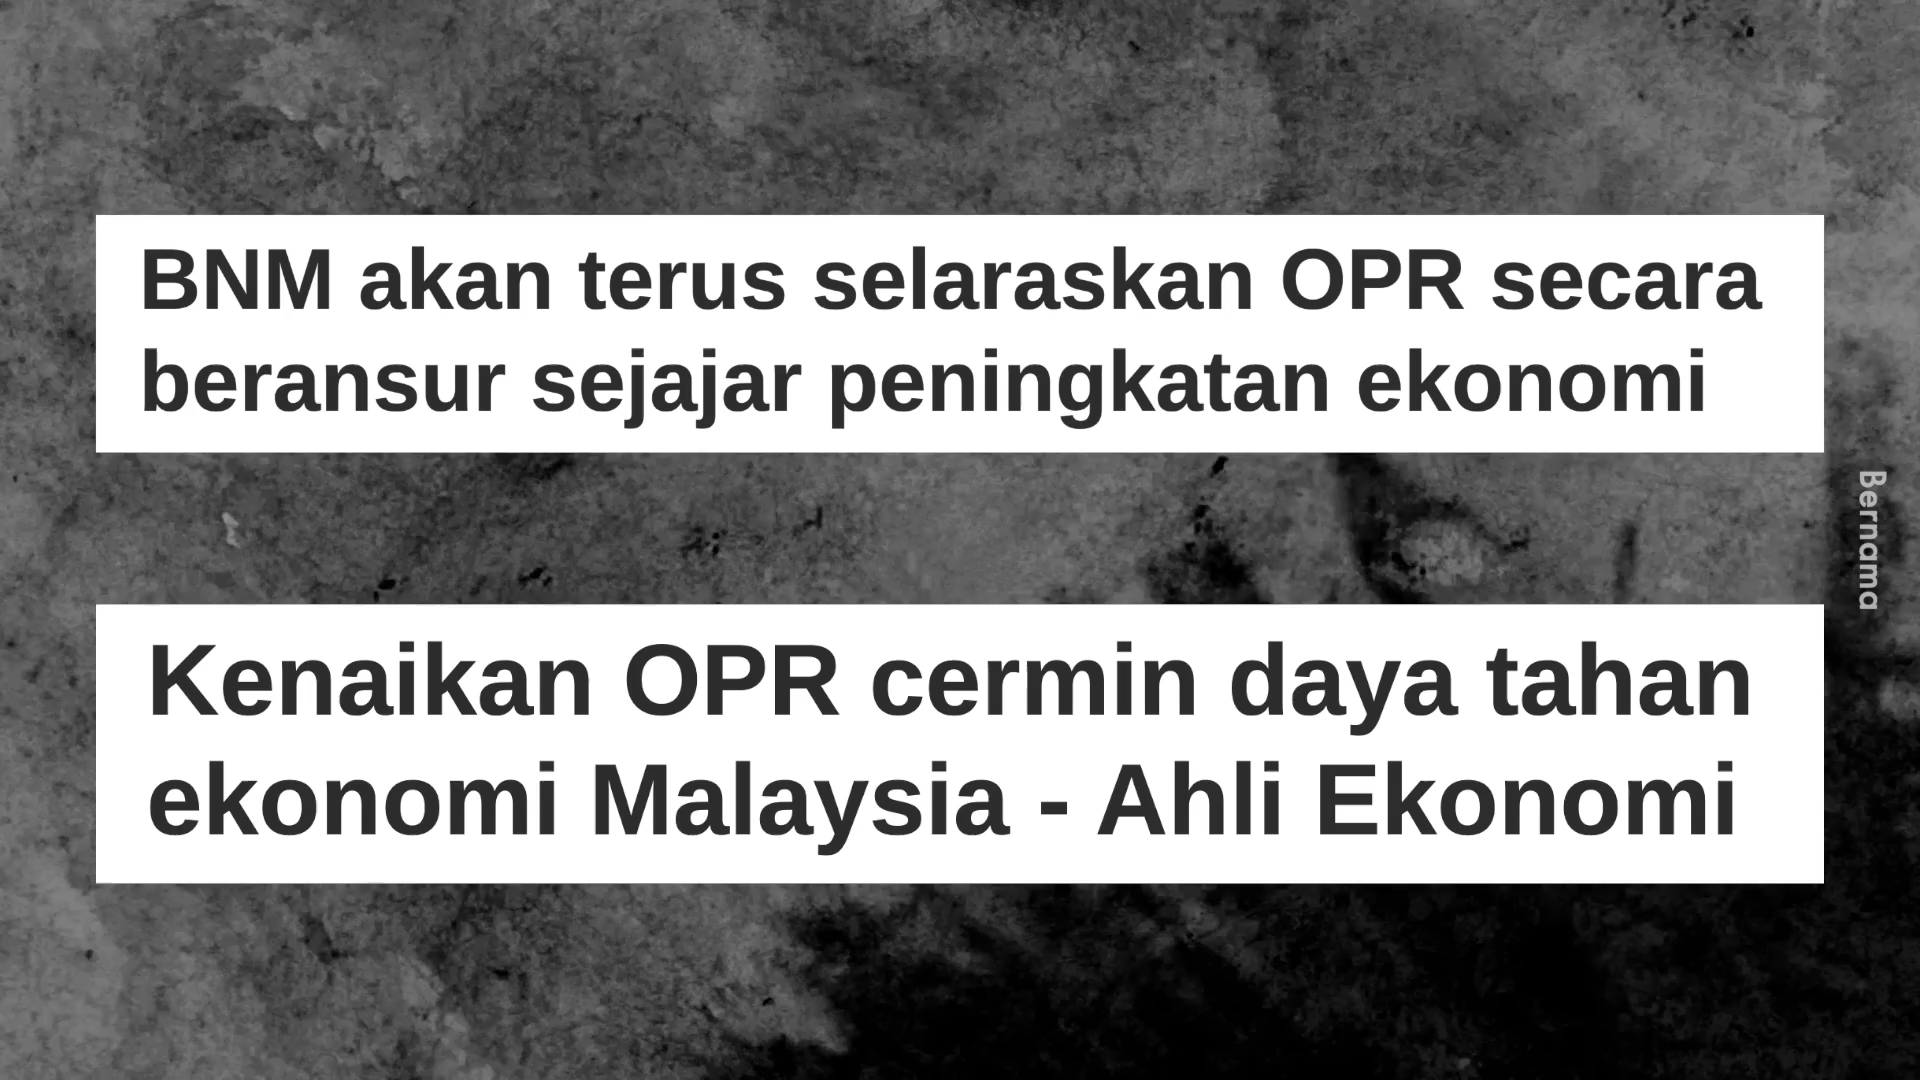 BNM akan terus selaraskan OPR secara
beransur sejajar peningkatan ekonomi
Bernama
Kenaikan OPR cermin daya tahan
ekonomi Malaysia - Ahli Ekonomi